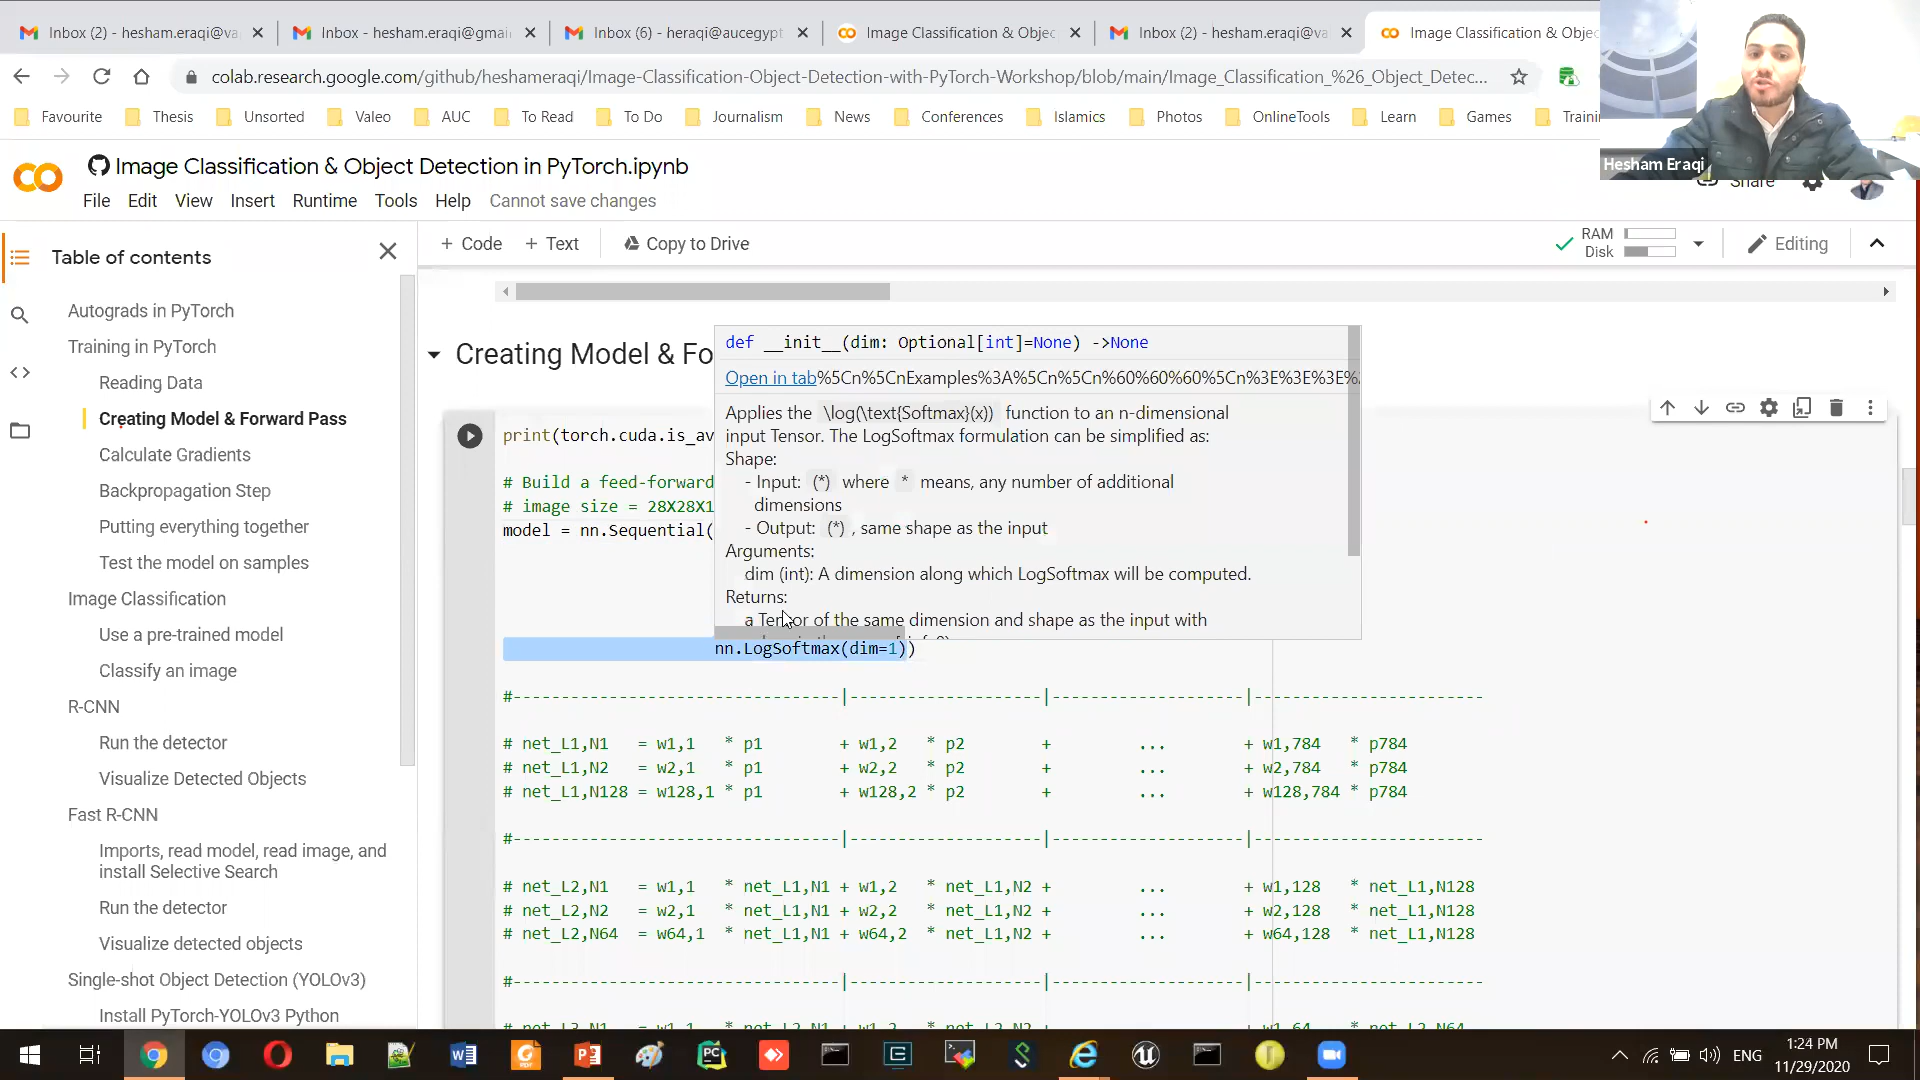 Inbox (2) - hesham.eraqi@va
Inbox - hesham.eraqi@gmai
Inbox (6) - heraqi@aucegypt
Image Classification & Objec
Inbox (2) - hesham.eraqi@va
Image Classification & Objec
colab.research.google.com/github/heshameraqi/Image-Classification-Object-Detection-with-PyTorch-Workshop/blob/main/Image_Classification_%26_Object_Detec...
Favourite Thesis Unsorted Valeo AUC To Read To Do Journalism News Conferences Islamics Photos OnlineTools Learn Games Traini
Hesham Eraqi
Image Classification & Object Detection in PyTorch.ipynb
File Edit View Insert Runtime Tools Help Cannot save changes
Share
Table of contents
+ Code + Text Copy to Drive
RAM
Disk
Editing
Autograds in PyTorch
Training in PyTorch
Reading Data
Creating Model & Forward Pass
Calculate Gradients
Backpropagation Step
Putting everything together
Test the model on samples
Image Classification
Use a pre-trained model
Classify an image
R-CNN
Run the detector
Visualize Detected Objects
Fast R-CNN
Imports, read model, read image, and
install Selective Search
Run the detector
Visualize detected objects
Single-shot Object Detection (YOLOv3)
Install PyTorch-YOLOv3 Python
Creating Model & Fo
def __init__(dim: Optional[int]=None) ->None
Open in tab%5Cn%5CnExamples%3A%5Cn%5Cn%60%60%60%5Cn%3E%3E%3E%
Applies the \log(\text{Softmax}(x)) function to an n-dimensional
input Tensor. The LogSoftmax formulation can be simplified as:
Shape:
- Input: (*) where * means, any number of additional
dimensions
- Output: (*) , same shape as the input
Arguments:
dim (int): A dimension along which LogSoftmax will be computed.
Returns:
a Tensor of the same dimension and shape as the input with
print(torch.cuda.is_av
# Build a feed-forward
# image size = 28X28X1
model = nn.Sequential(
nn.LogSoftmax(dim=1))
#----------------------------------|--------------------|--------------------|------------------------
# net_L1,N1 = w1,1 * p1 + w1,2 * p2 + ... + w1,784 * p784
# net_L1,N2 = w2,1 * p1 + w2,2 * p2 + ... + w2,784 * p784
# net_L1,N128 = w128,1 * p1 + w128,2 * p2 + ... + w128,784 * p784
#----------------------------------|--------------------|--------------------|------------------------
# net_L2,N1 = w1,1 * net_L1,N1 + w1,2 * net_L1,N2 + ... + w1,128 * net_L1,N128
# net_L2,N2 = w2,1 * net_L1,N1 + w2,2 * net_L1,N2 + ... + w2,128 * net_L1,N128
# net_L2,N64 = w64,1 * net_L1,N1 + w64,2 * net_L1,N2 + ... + w64,128 * net_L1,N128
#----------------------------------|--------------------|--------------------|------------------------
# net_L3,N1 = w1,1 * net_L2,N1 + w1,2 * net_L2,N2 + ... + w1,64 * net_L2,N64
ENG
1:24 PM
11/29/2020